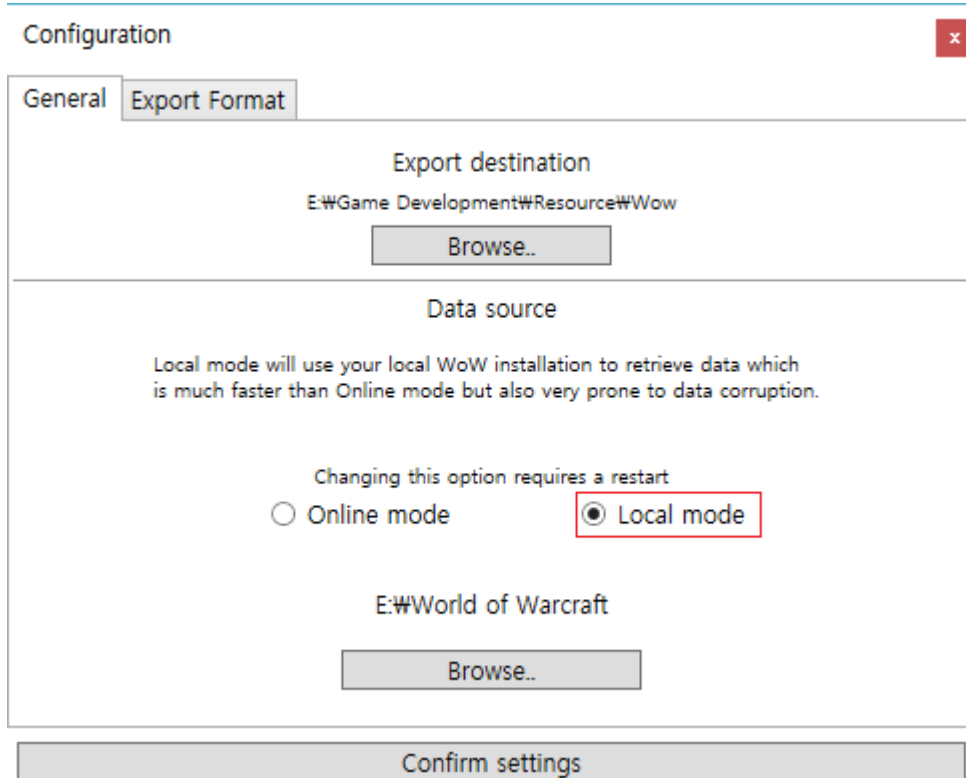 Configuration
x
General
Export Format
Export destination
E:₩Game Development₩Resource₩Wow
Browse..
Data source
Local mode will use your local WoW installation to retrieve data which
is much faster than Online mode but also very prone to data corruption.
Changing this option requires a restart
Online mode
Local mode
E:₩World of Warcraft
Browse..
Confirm settings